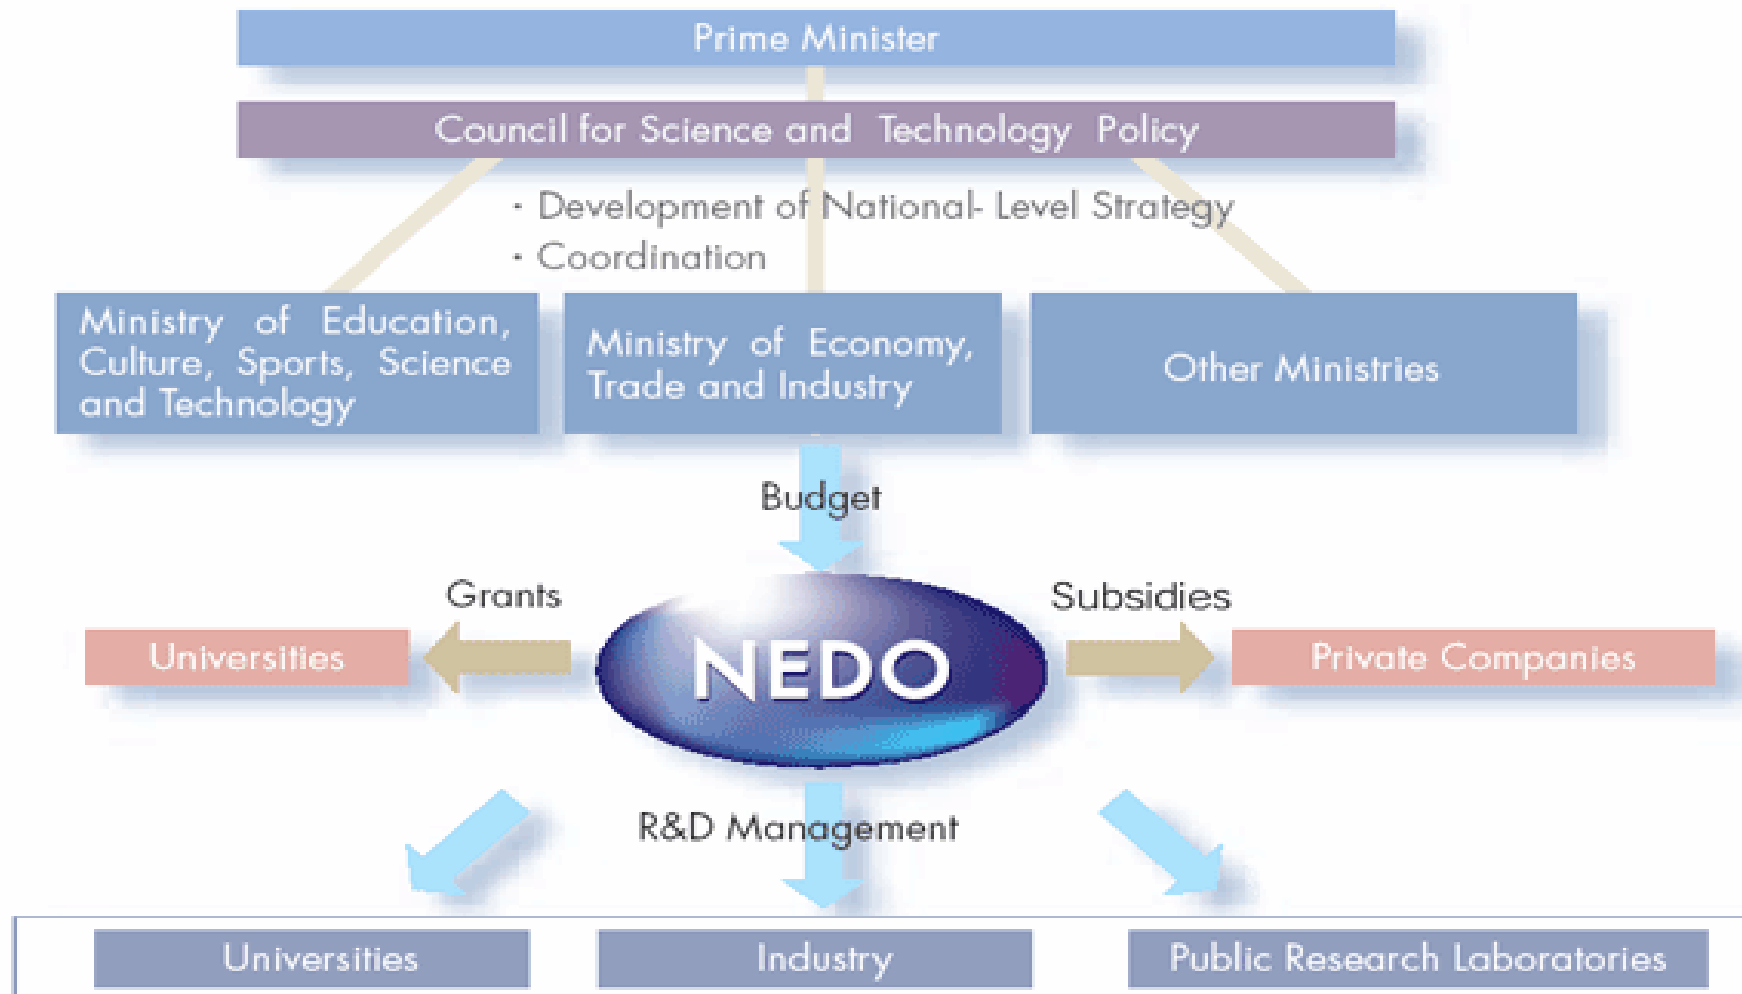 Prime Minister
Council for Science and Technology Policy
· Development of National- Level Strategy
· Coordination
Ministry of Education,
Culture, Sports, Science
and Technology
Ministry of Economy,
Trade and Industry
Other Ministries
Budget
Grants
Subsidies
Universities
NEDO
Private Companies
R&D Management
Universities
Industry
Public Research Laboratories